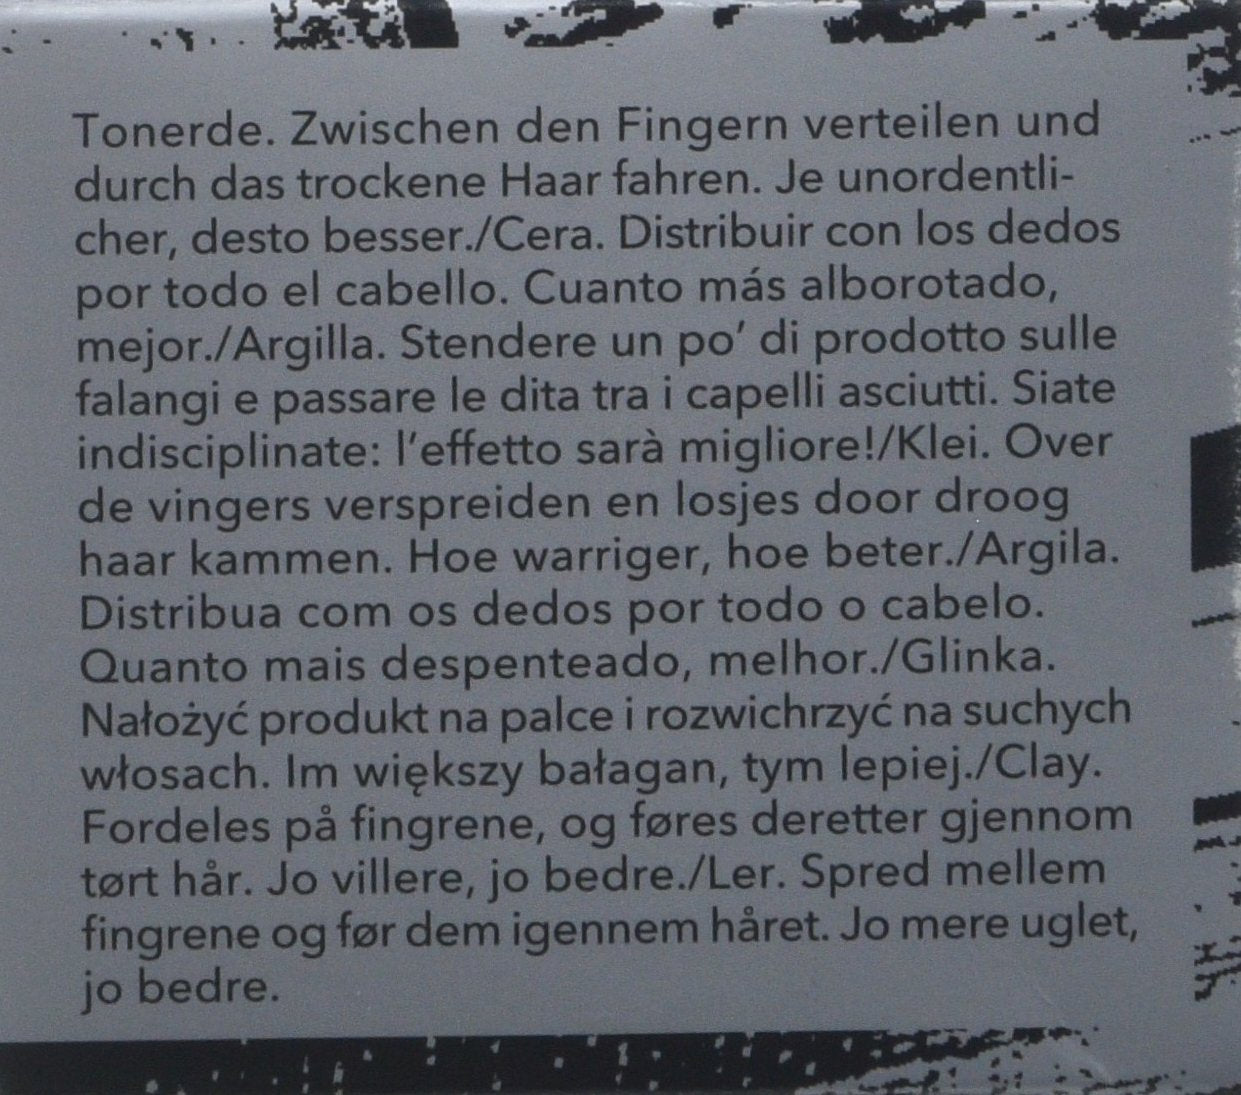 Tonerde. Zwischen den Fingern verteilen und
durch das trockene Haar fahren. Je unordentli-
cher, desto besser./Cera. Distribuir con los dedos
por todo el cabello. Cuanto más alborotado,
mejor./Argilla. Stendere un po’ di prodotto sulle
falangi e passare le dita tra i capelli asciutti. Siate
indisciplinate: l’effetto sarà migliore!/Klei. Over
de vingers verspreiden en losjes door droog
haar kammen. Hoe warriger, hoe beter./Argila.
Distribua com os dedos por todo o cabelo.
Quanto mais despenteado, melhor./Glinka.
Nałożyć produkt na palce i rozwichrzyć na suchych
włosach. Im większy bałagan, tym lepiej./Clay.
Fordeles på fingrene, og føres deretter gjennom
tørt hår. Jo villere, jo bedre./Ler. Spred mellem
fingrene og før dem igennem håret. Jo mere uglet,
jo bedre.